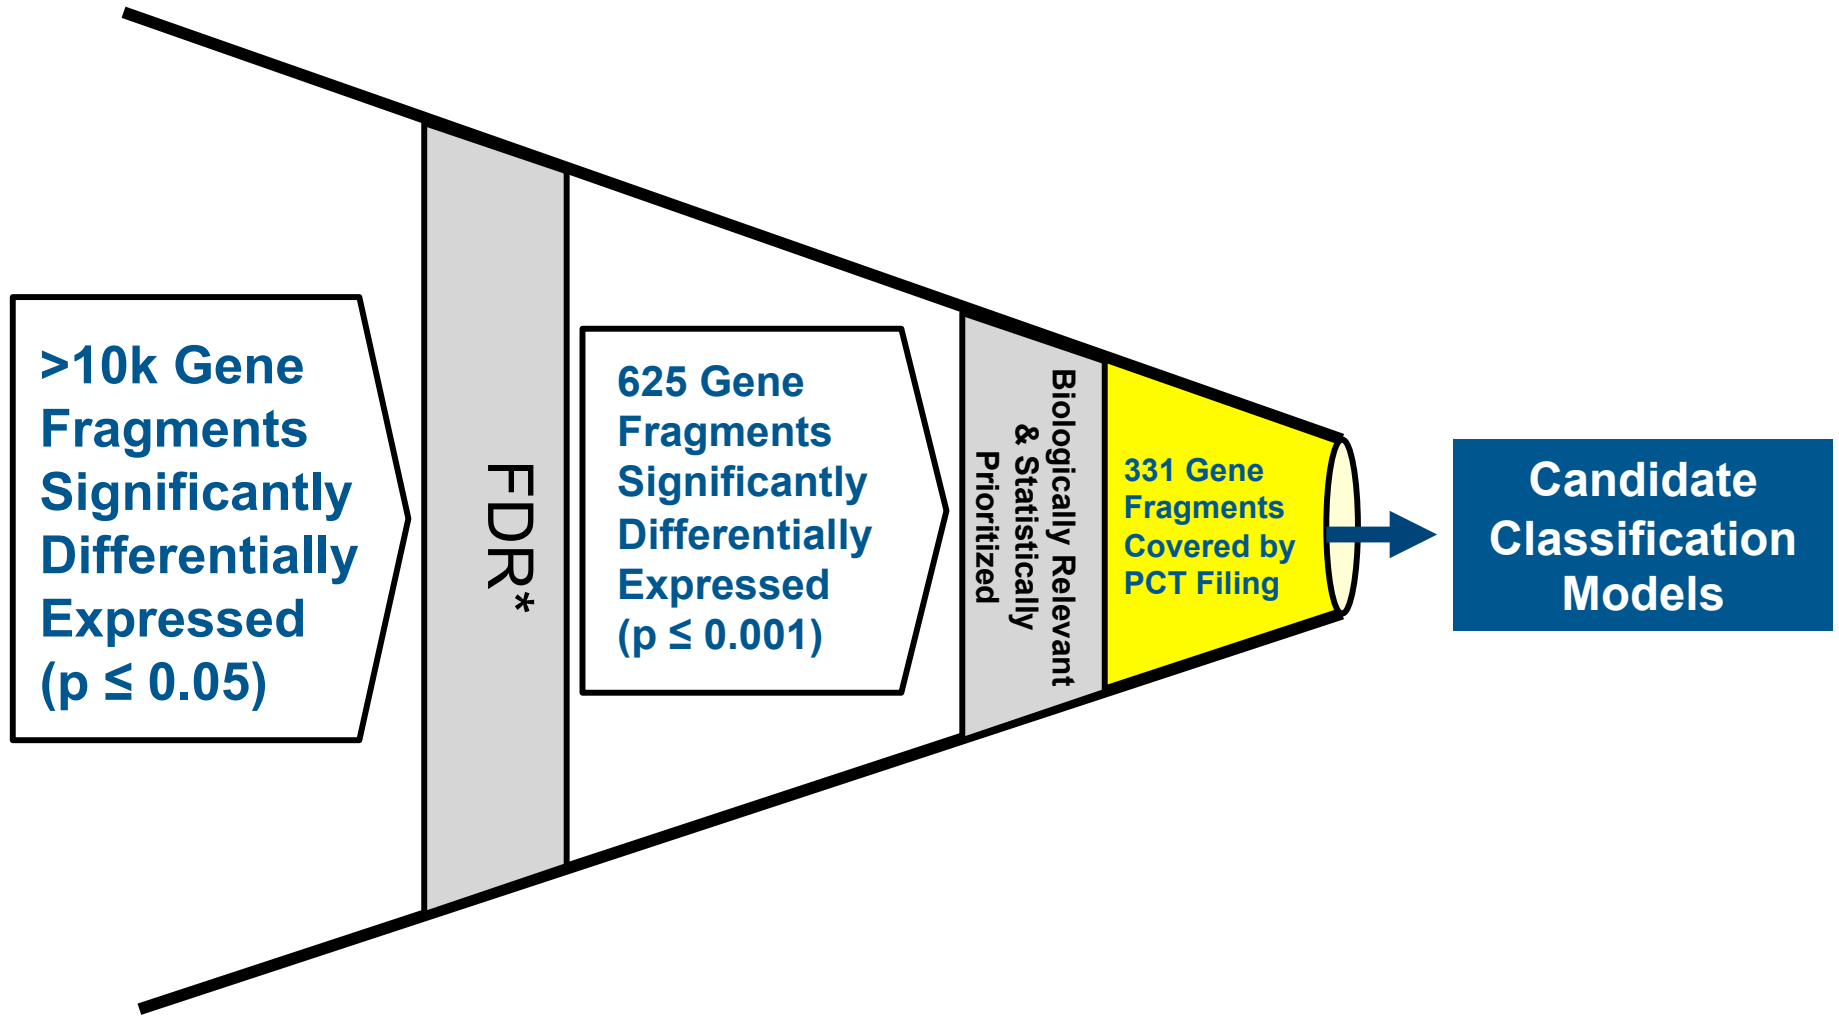 >10k Gene
Fragments
Significantly
Differentially
Expressed
(p ≤ 0.05)
FDR*
625 Gene
Fragments
Significantly
Differentially
Expressed
(p ≤ 0.001)
Biologically Relevant
& Statistically
Prioritized
331 Gene
Fragments
Covered by
PCT Filing
Candidate
Classification
Models